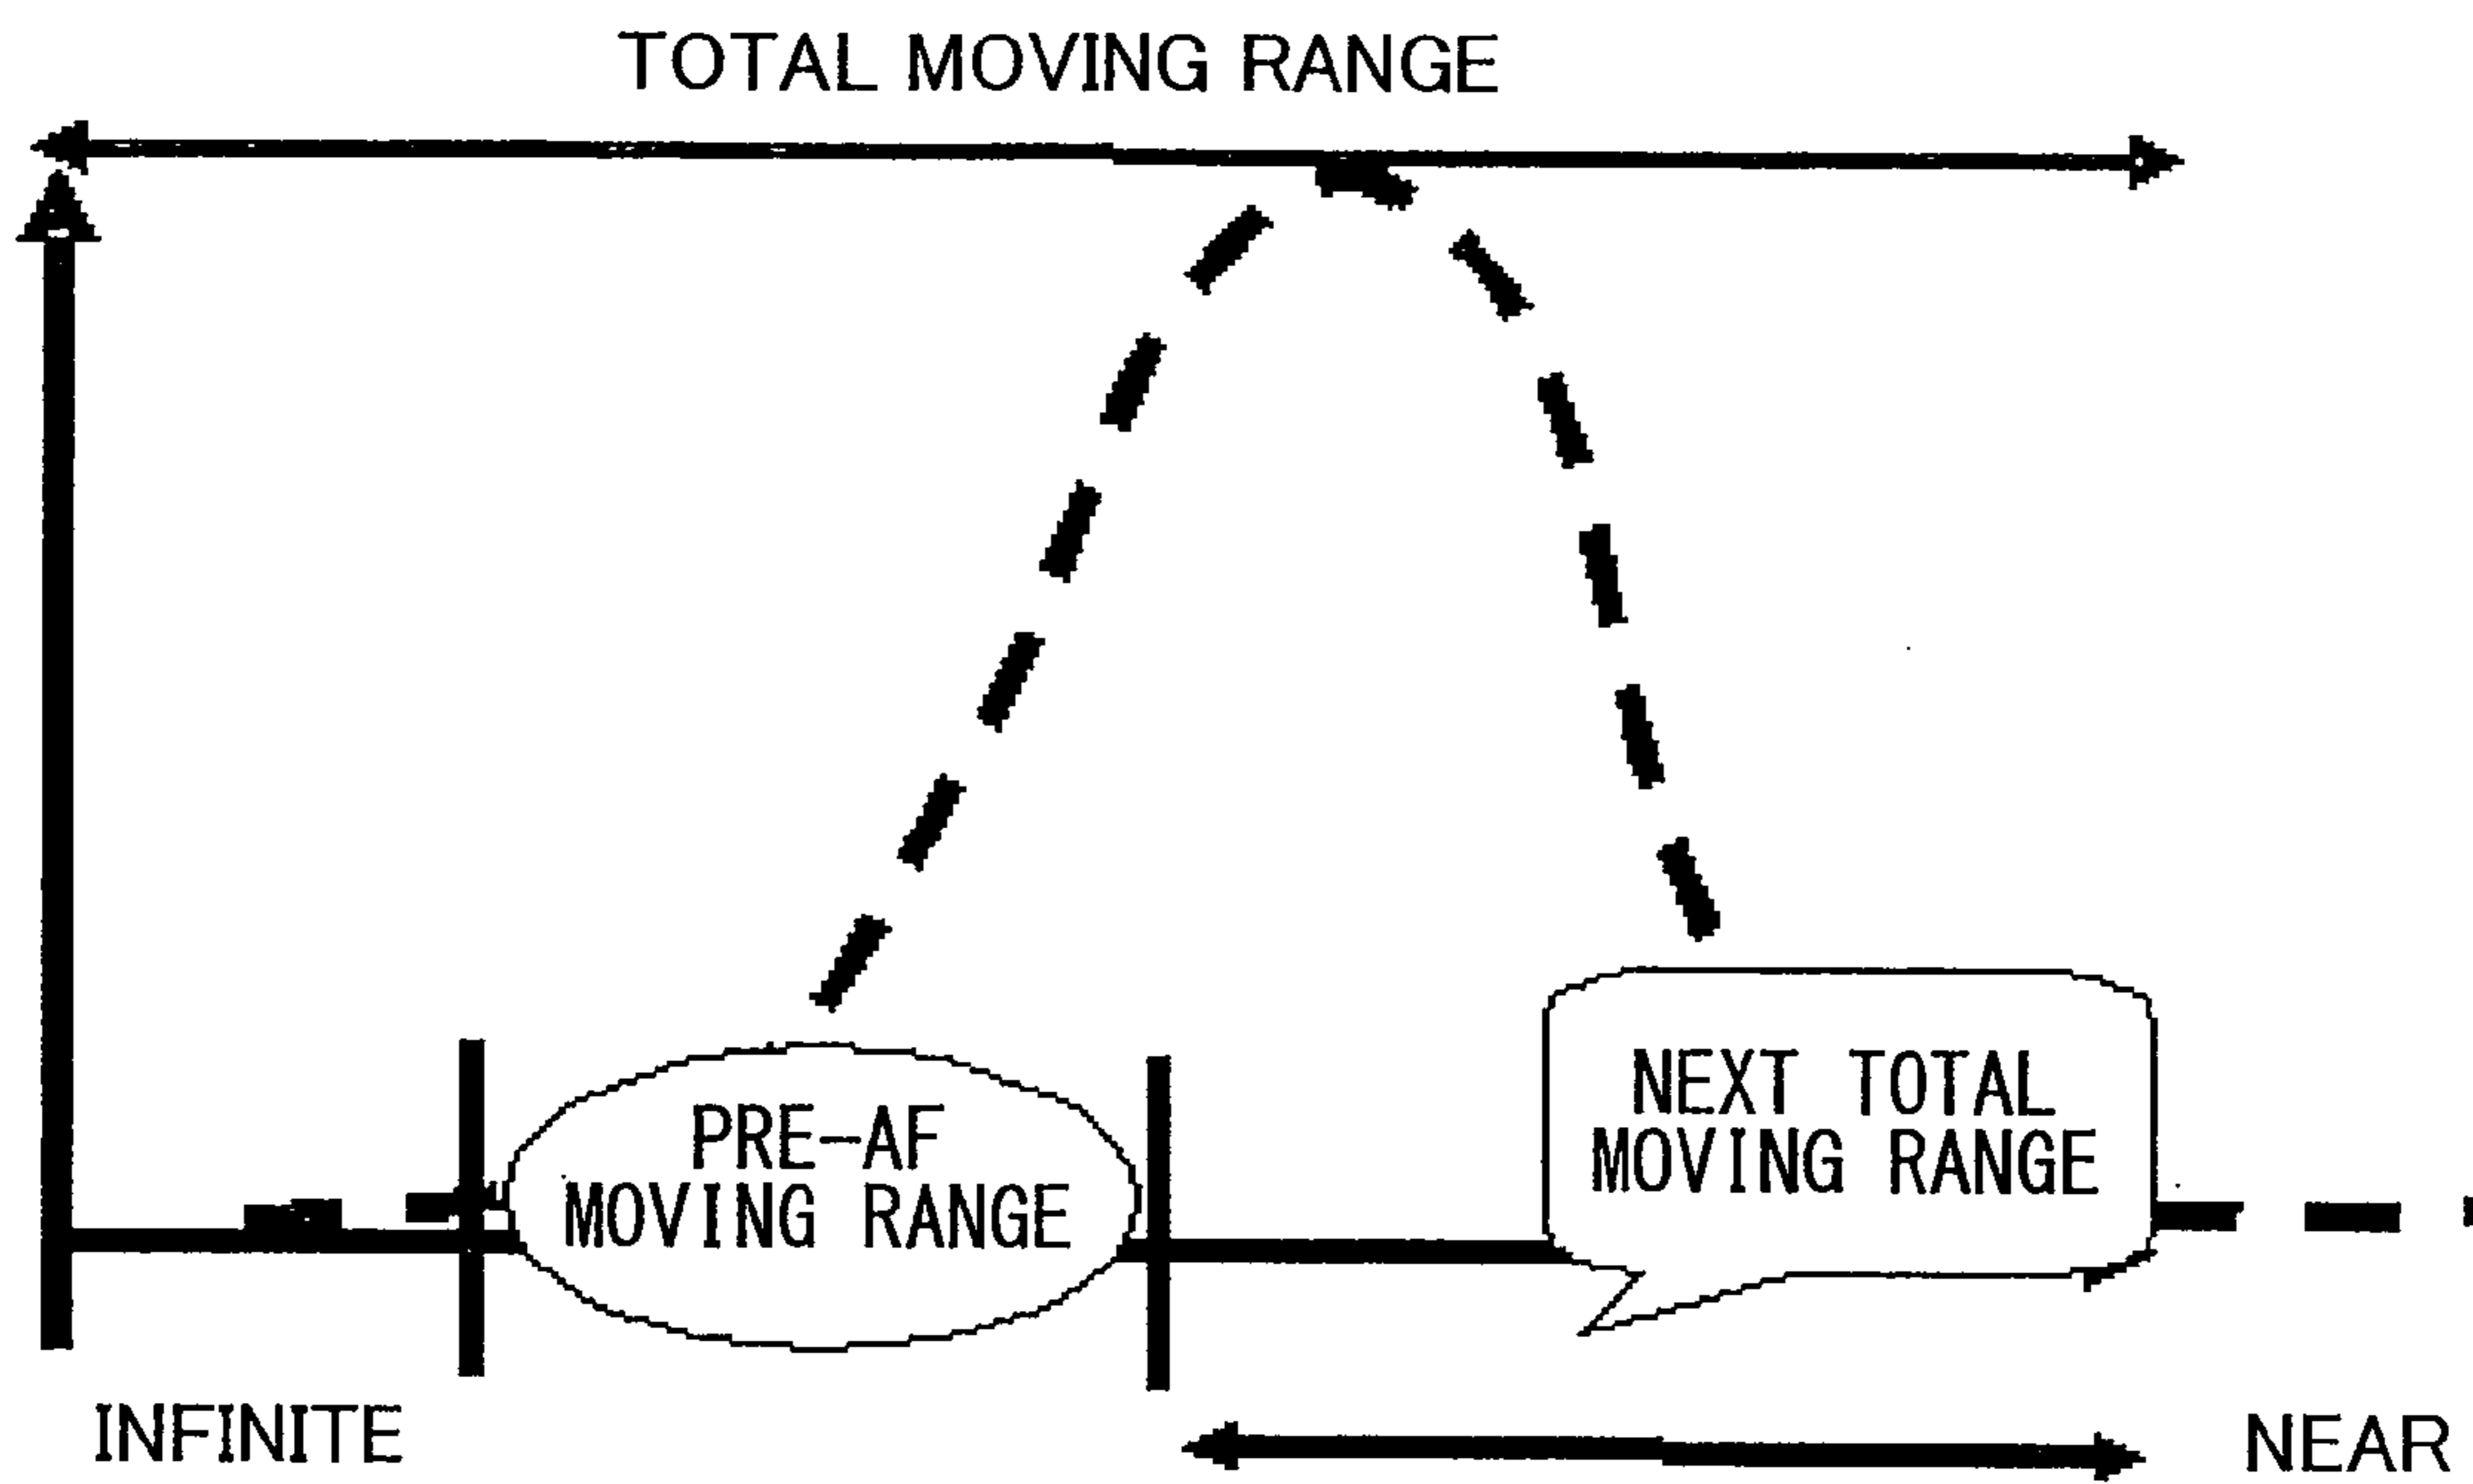 TOTAL MOVING RANGE
PRE-AF
MOVING RANGE
NEXT TOTAL
MOVING RANGE
INFINITE
NEAR